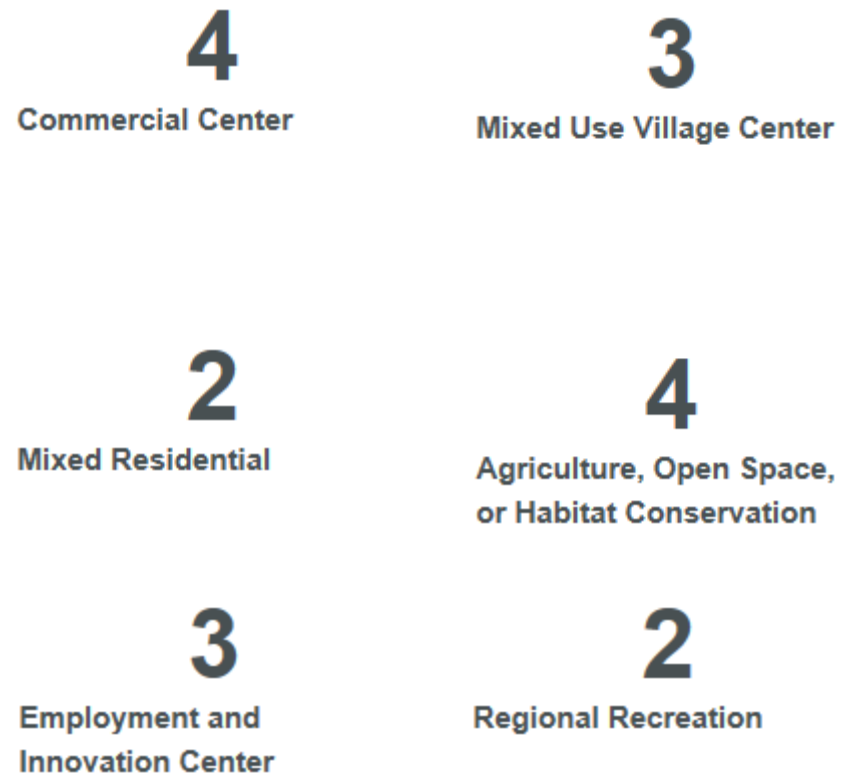 4
Commercial Center
3
Mixed Use Village Center
2
Mixed Residential
4
Agriculture, Open Space,
or Habitat Conservation
3
Employment and
Innovation Center
2
Regional Recreation